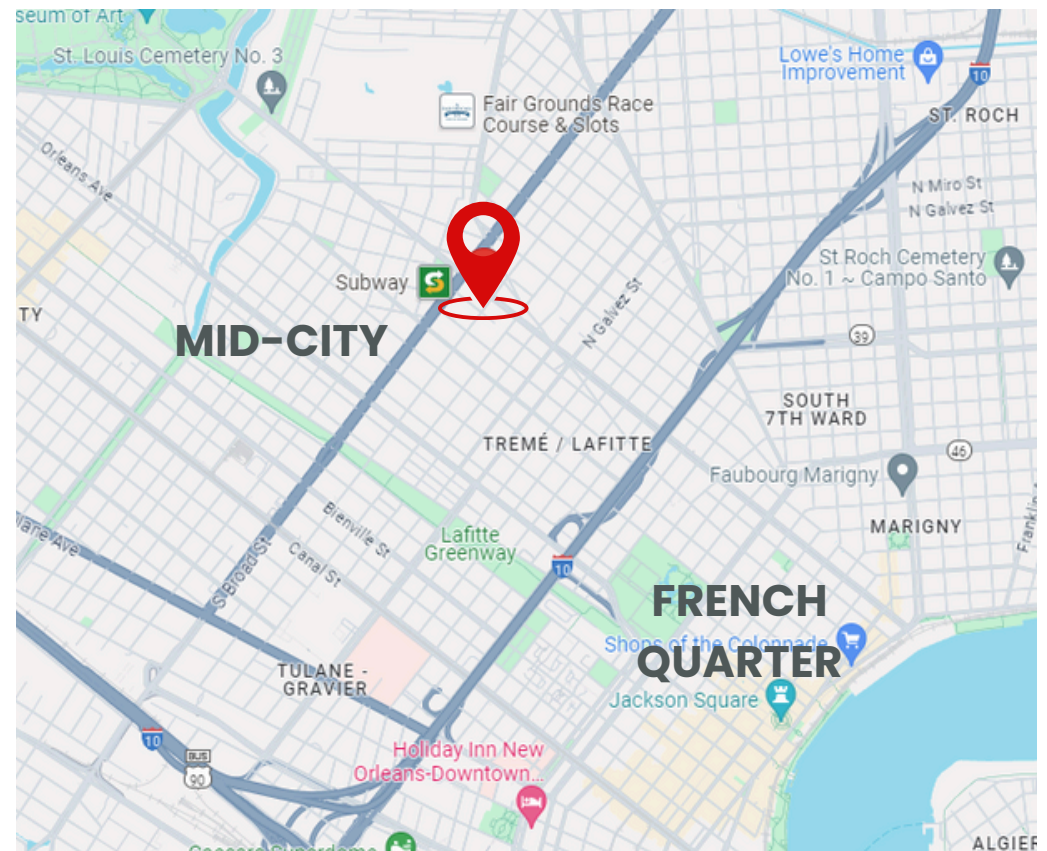 seum of Art
St. Louis Cemetery No. 3
Lowe's Home
Improvement
10
Fair Grounds Race
Course & Slots
ST. ROCH
Orleans Ave
N Miro St
N Galvez St
St Roch Cemetery
No. 1 ~ Campo Santo
Subway
N Galvez St
TY
MID-CITY
39
SOUTH
7TH WARD
TREMÉ / LAFITTE
46
Faubourg Marigny
Bienville St
Lafitte
Greenway
MARIGNY
Franklin
lane Ave
Canal St
S Broad St
10
FRENCH
QUARTER
Shops of the Colonnade
TULANE -
GRAVIER
Jackson Square
10
BUS
90
Holiday Inn New
Orleans-Downtown...
ALGIER